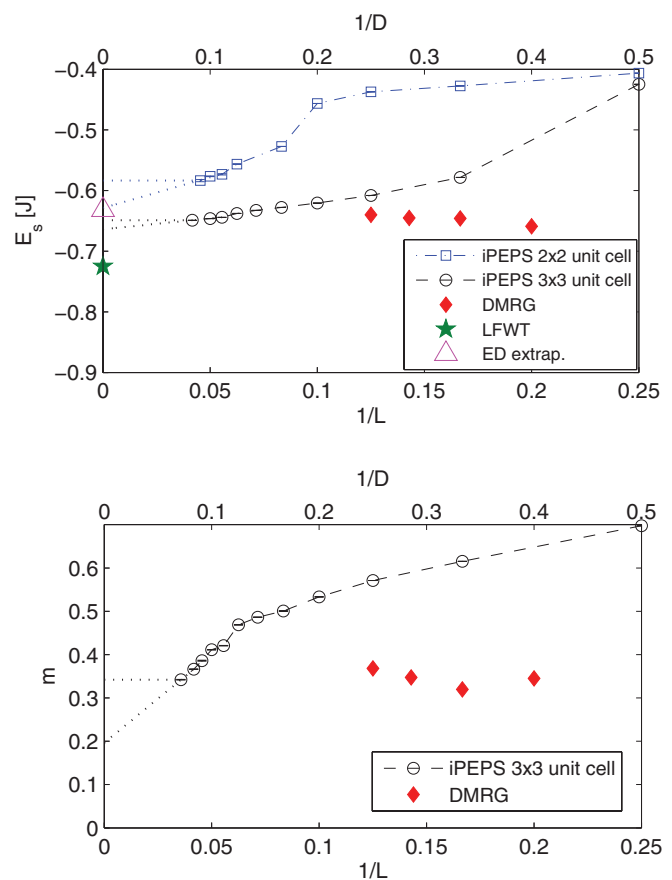 1/D
0 0.1 0.2 0.3 0.4 0.5
−0.4
−0.5
−0.6
−0.7
−0.8
−0.9
E_s [J]
iPEPS 2x2 unit cell
iPEPS 3x3 unit cell
DMRG
LFWT
ED extrap.
0 0.05 0.1 0.15 0.2 0.25
1/L
1/D
0 0.1 0.2 0.3 0.4 0.5
0.6
0.5
0.4
0.3
0.2
0.1
0
m
iPEPS 3x3 unit cell
DMRG
0 0.05 0.1 0.15 0.2 0.25
1/L